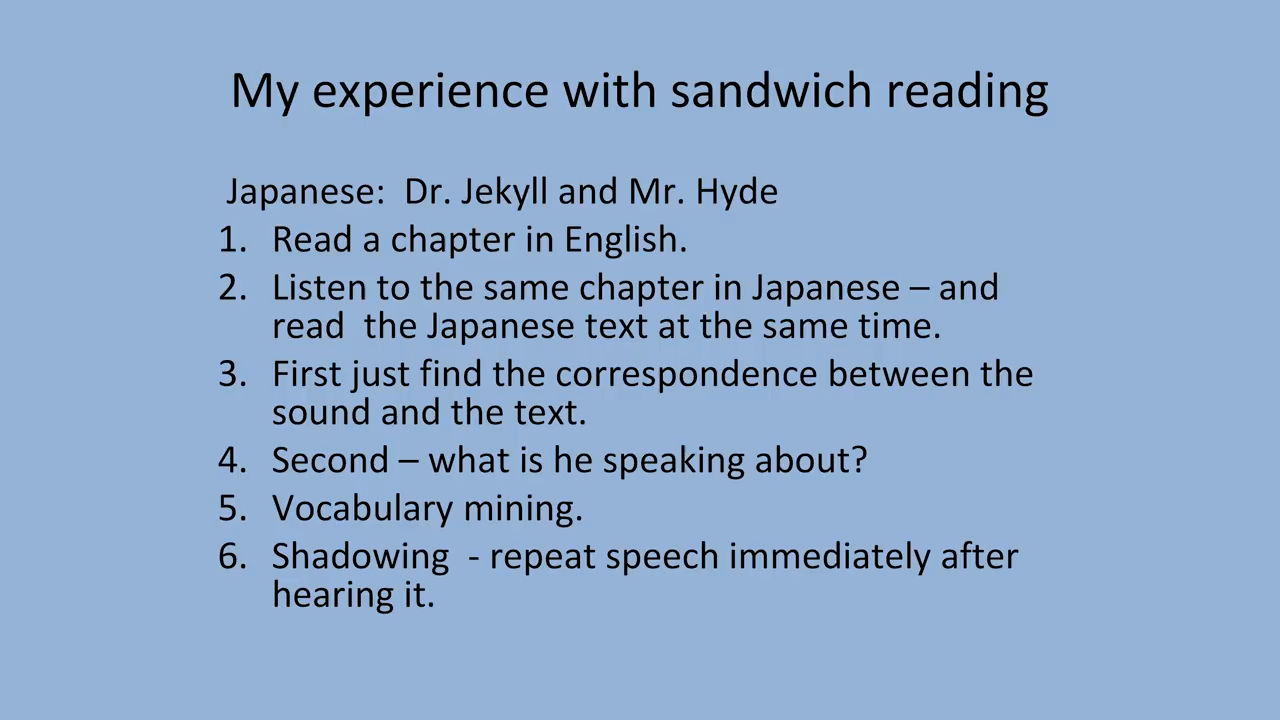 My experience with sandwich reading
Japanese:  Dr. Jekyll and Mr. Hyde
1. Read a chapter in English.
2. Listen to the same chapter in Japanese – and
read  the Japanese text at the same time.
3. First just find the correspondence between the
sound and the text.
4. Second – what is he speaking about?
5. Vocabulary mining.
6. Shadowing  - repeat speech immediately after
hearing it.